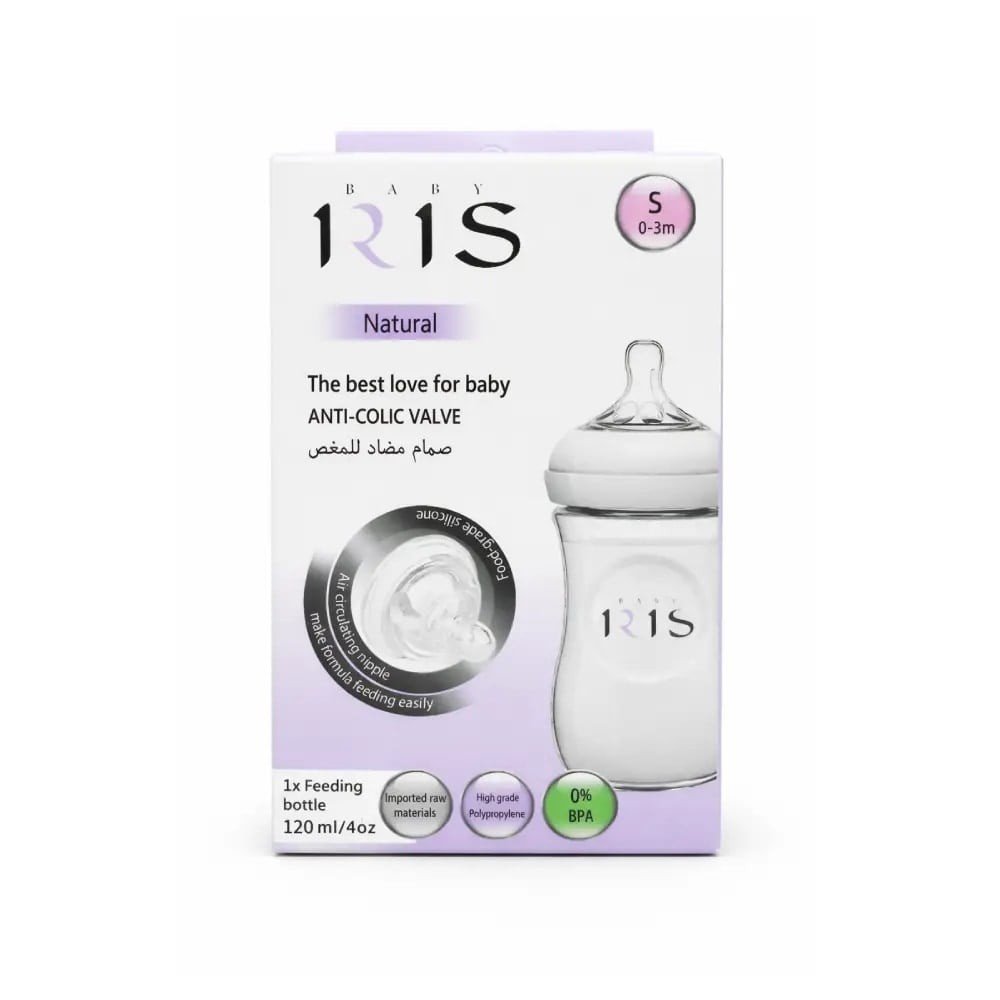 BABY
IRIS
S
0-3m
Natural
The best love for baby
ANTI-COLIC VALVE
صمام مضاد للمغص
Food-grade silicone
Air circulating nipple
make formula feeding easily
BABY
IRIS
1x Feeding
bottle
120 ml/4oz
Imported raw
materials
High grade
Polypropylene
0%
BPA